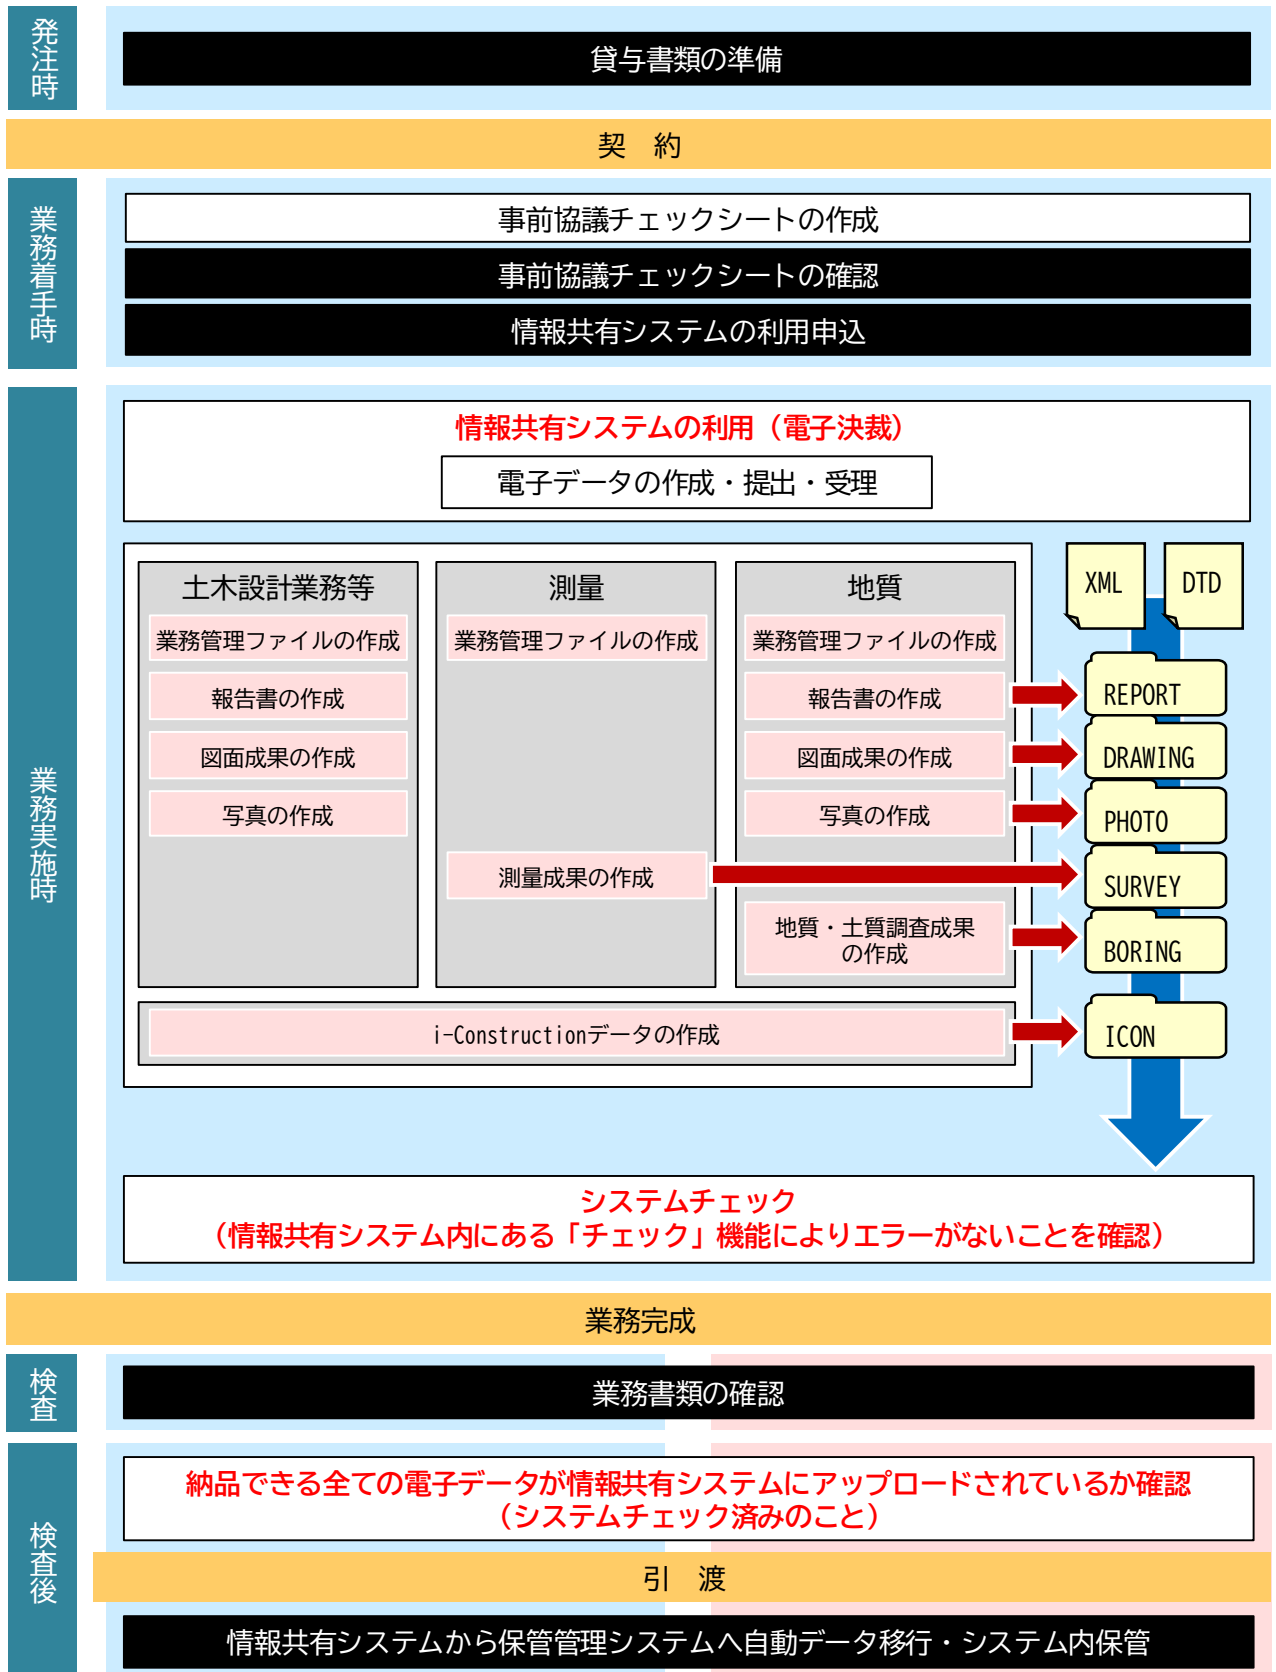 発注時
貸与書類の準備
契　約
業務着手時
事前協議チェックシートの作成
事前協議チェックシートの確認
情報共有システムの利用申込
業務実施時
情報共有システムの利用（電子決裁）
電子データの作成・提出・受理
土木設計業務等
業務管理ファイルの作成
報告書の作成
図面成果の作成
写真の作成
測量
業務管理ファイルの作成
測量成果の作成
地質
業務管理ファイルの作成
報告書の作成
図面成果の作成
写真の作成
地質・土質調査成果
の作成
i-Constructionデータの作成
XML
DTD
REPORT
DRAWING
PHOTO
SURVEY
BORING
ICON
システムチェック
（情報共有システム内にある「チェック」機能によりエラーがないことを確認）
業務完成
検査
業務書類の確認
検査後
納品できる全ての電子データが情報共有システムにアップロードされているか確認
（システムチェック済みのこと）
引　渡
情報共有システムから保管管理システムへ自動データ移行・システム内保管